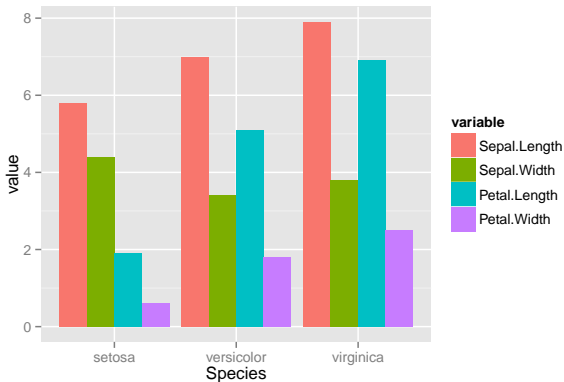 8
6
4
2
0
value
setosa
versicolor
virginica
Species
variable
Sepal.Length
Sepal.Width
Petal.Length
Petal.Width